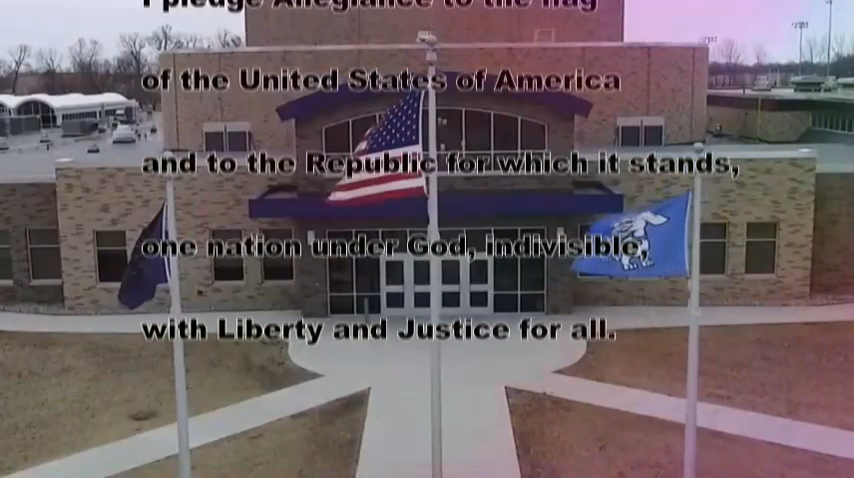 I pledge Allegiance to the flag
of the United States of America
and to the Republic for which it stands,
one nation under God, indivisible,
with Liberty and Justice for all.